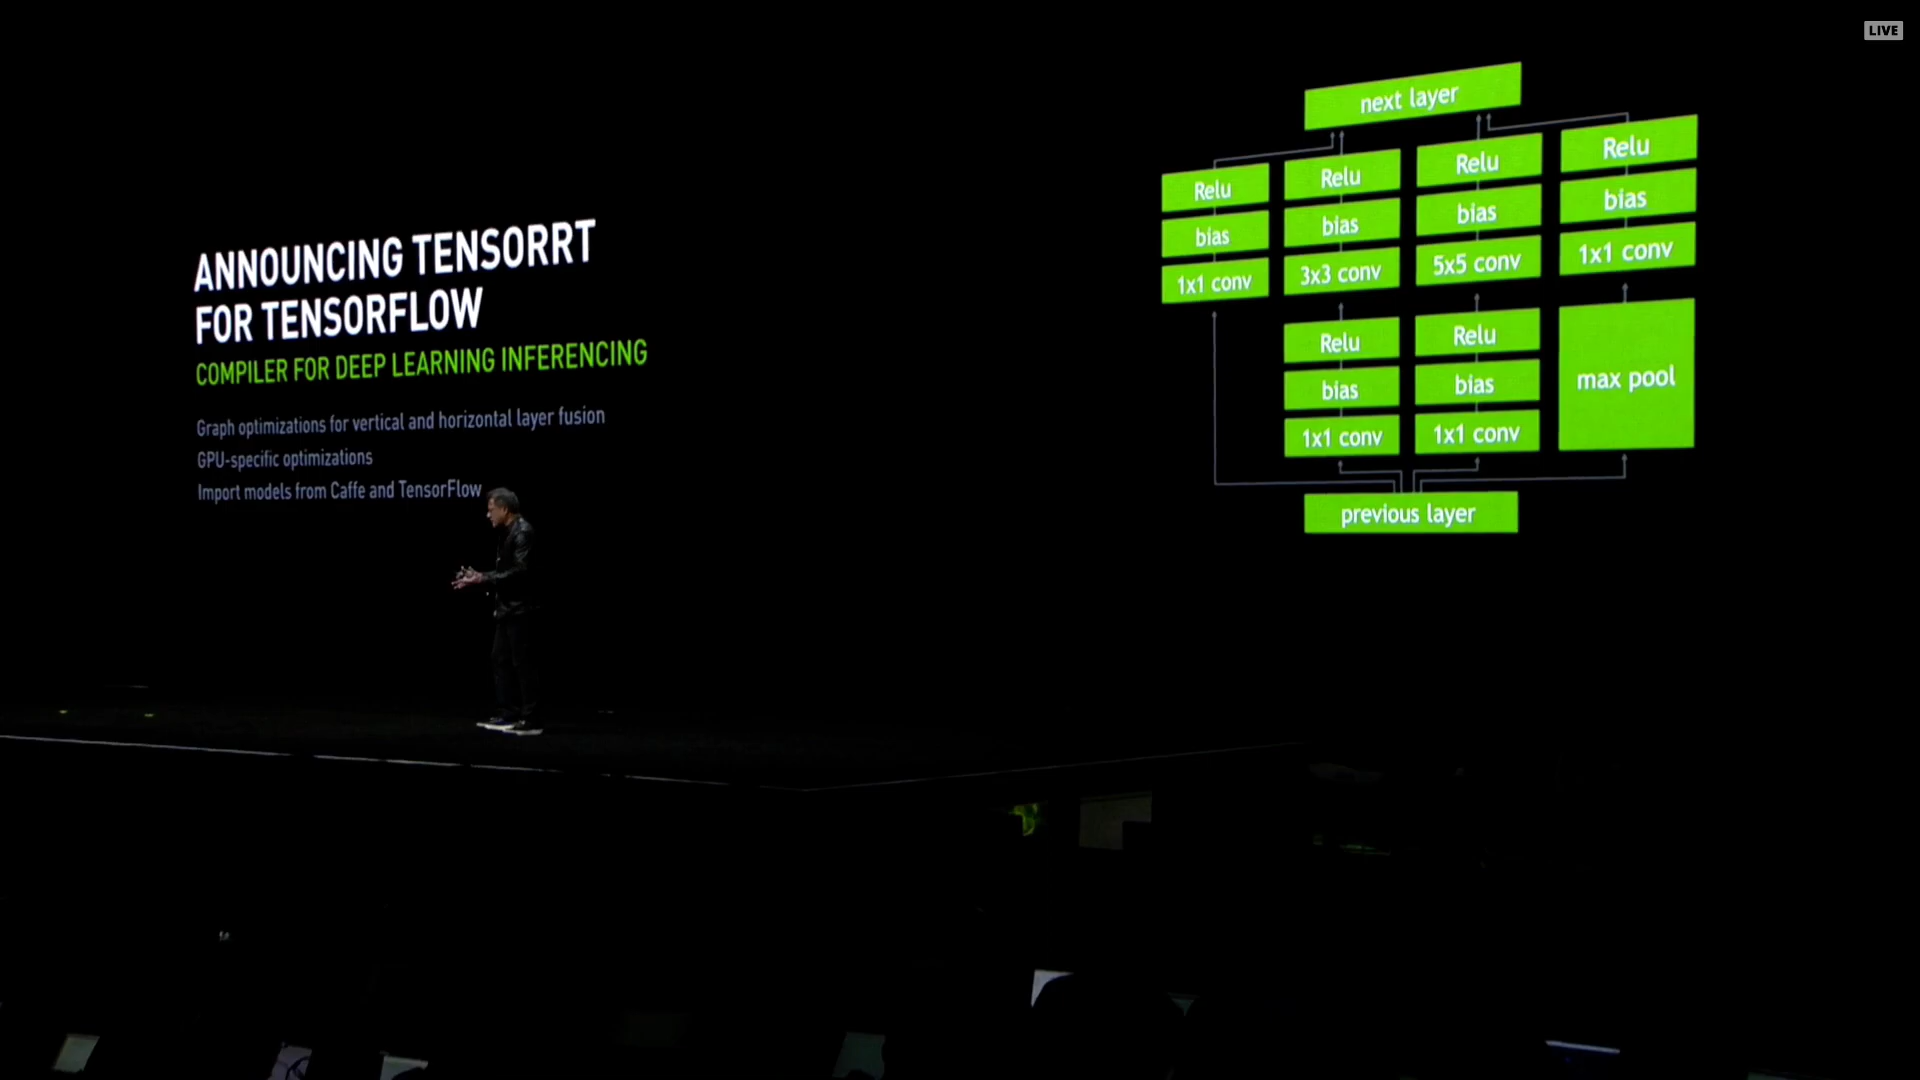 LIVE
ANNOUNCING TENSORRT
FOR TENSORFLOW
COMPILER FOR DEEP LEARNING INFERENCING
Graph optimizations for vertical and horizontal layer fusion
GPU-specific optimizations
Import models from Caffe and TensorFlow
next layer
Relu
Relu
Relu
Relu
bias
bias
bias
bias
1x1 conv
3x3 conv
5x5 conv
1x1 conv
Relu
Relu
bias
bias
max pool
1x1 conv
1x1 conv
previous layer